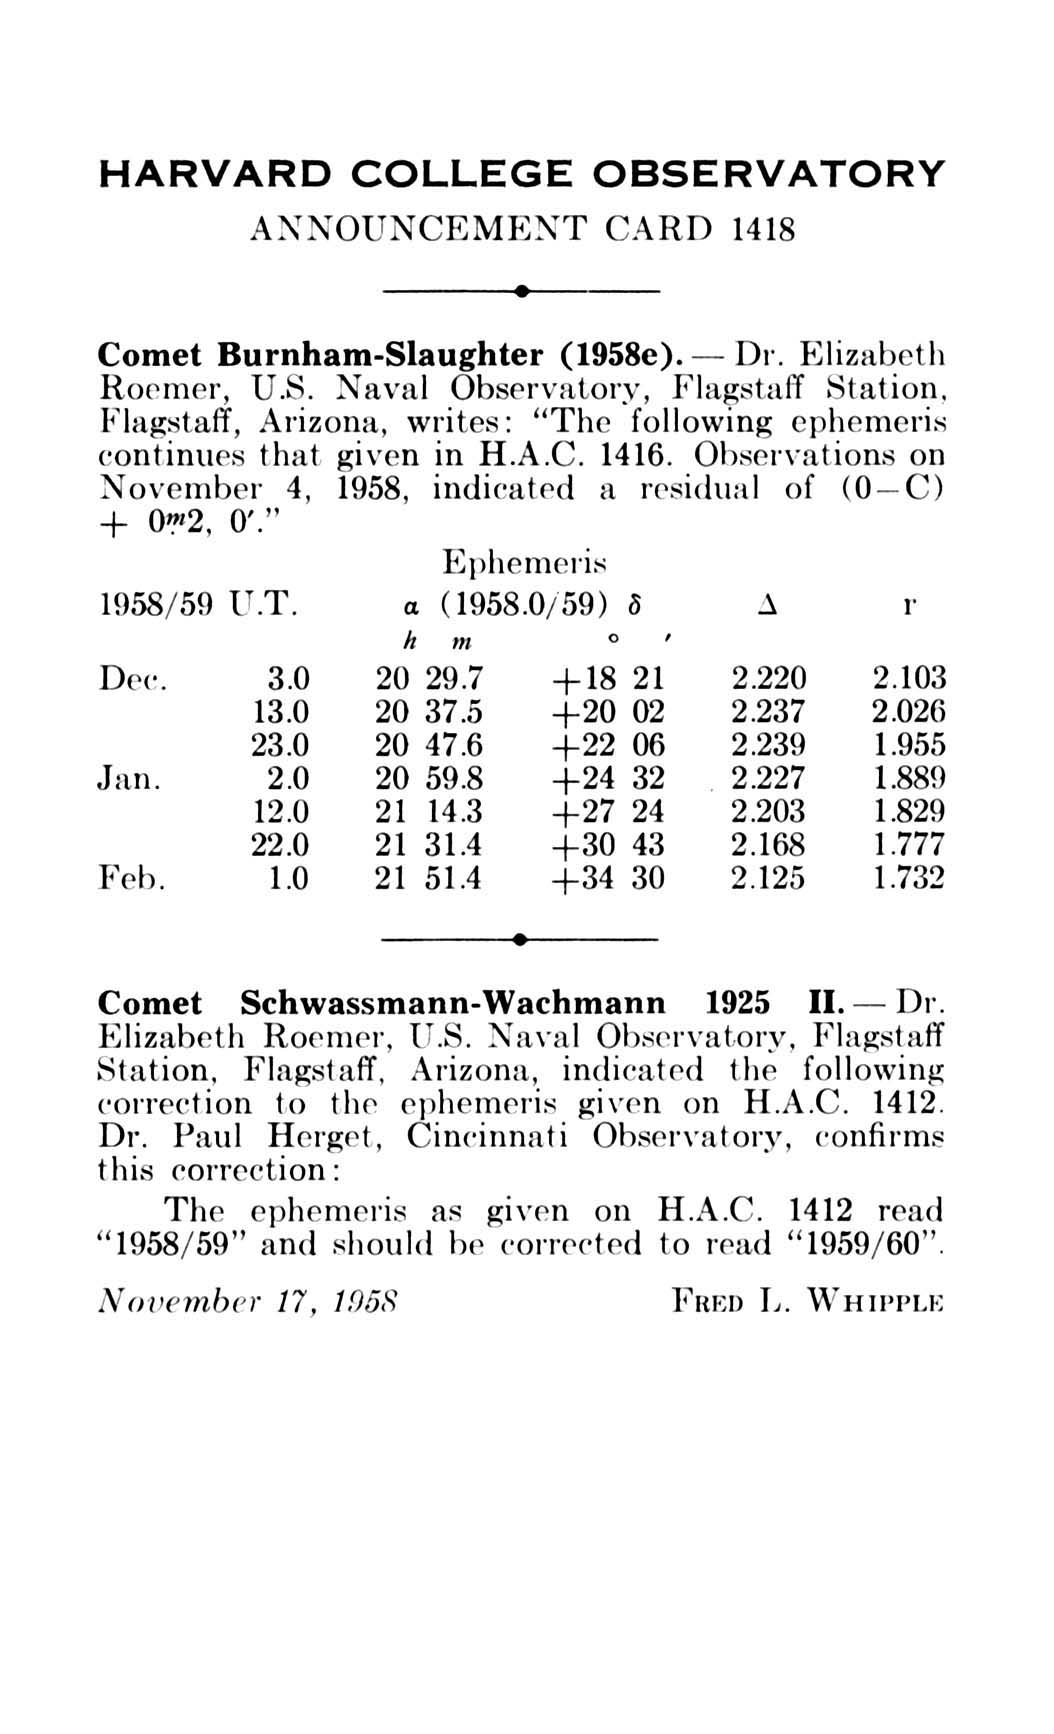 HARVARD COLLEGE OBSERVATORY
ANNOUNCEMENT CARD 1418
Comet Burnham-Slaughter (1958e). — Dr. Elizabeth
Roemer, U.S. Naval Observatory, Flagstaff Station,
Flagstaff, Arizona, writes: “The following ephemeris
continues that given in H.A.C. 1416. Observations on
November 4, 1958, indicated a residual of (0—C)
+ 0m.2, 0′.”
Ephemeris
1958/59 U.T. α (1958.0/59) δ Δ r
h m ° ′
Dec. 3.0 20 29.7 +18 21 2.220 2.103
13.0 20 37.5 +20 02 2.237 2.026
23.0 20 47.6 +22 06 2.239 1.955
Jan. 2.0 20 59.8 +24 32 2.227 1.889
12.0 21 14.3 +27 24 2.203 1.829
22.0 21 31.4 +30 43 2.168 1.777
Feb. 1.0 21 51.4 +34 30 2.125 1.732
Comet Schwassmann-Wachmann 1925 II. — Dr.
Elizabeth Roemer, U.S. Naval Observatory, Flagstaff
Station, Flagstaff, Arizona, indicated the following
correction to the ephemeris given on H.A.C. 1412.
Dr. Paul Herget, Cincinnati Observatory, confirms
this correction:
The ephemeris as given on H.A.C. 1412 read
“1958/59” and should be corrected to read “1959/60”.
November 17, 1958 FRED L. WHIPPLE